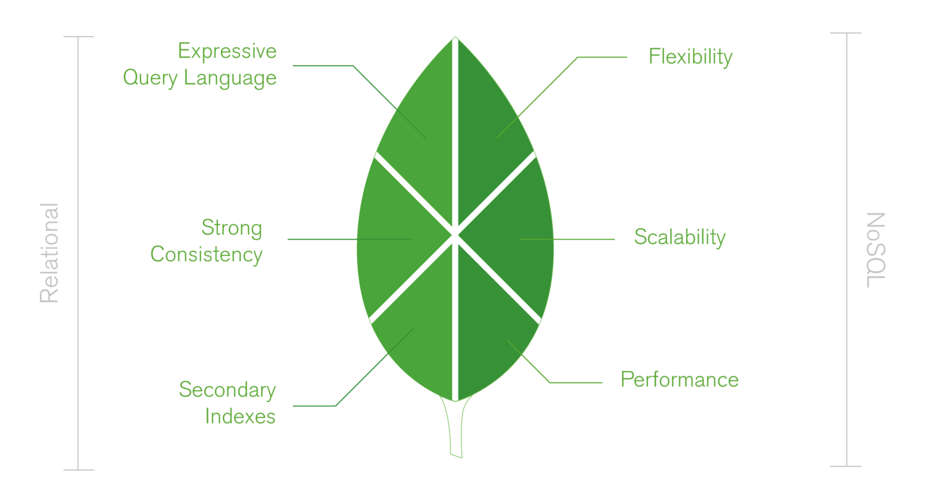 Relational
Expressive
Query Language
Strong
Consistency
Secondary
Indexes
Flexibility
Scalability
Performance
NoSQL